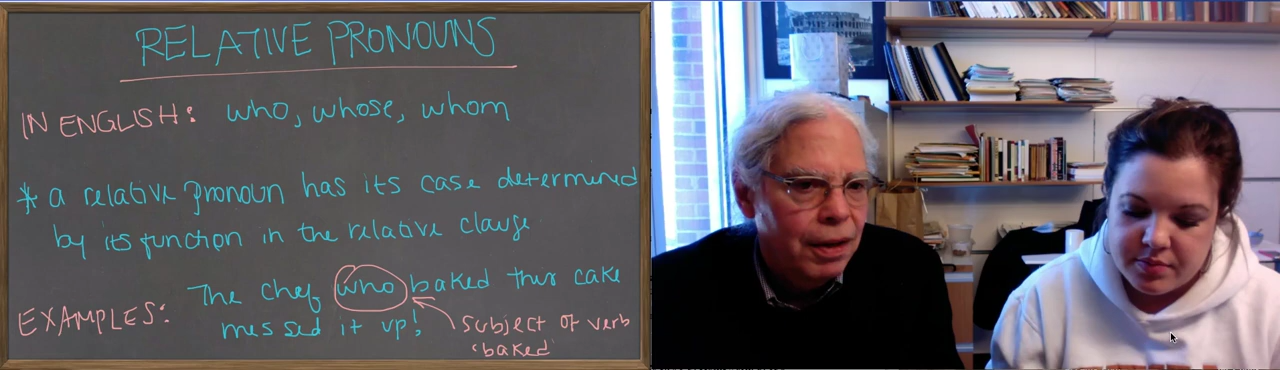 RELATIVE PRONOUNS
IN ENGLISH: who, whose, whom
* a relative pronoun has its case determined
by its function in the relative clause
EXAMPLES: The chef who baked this cake
messed it up!
subject of verb
'baked'